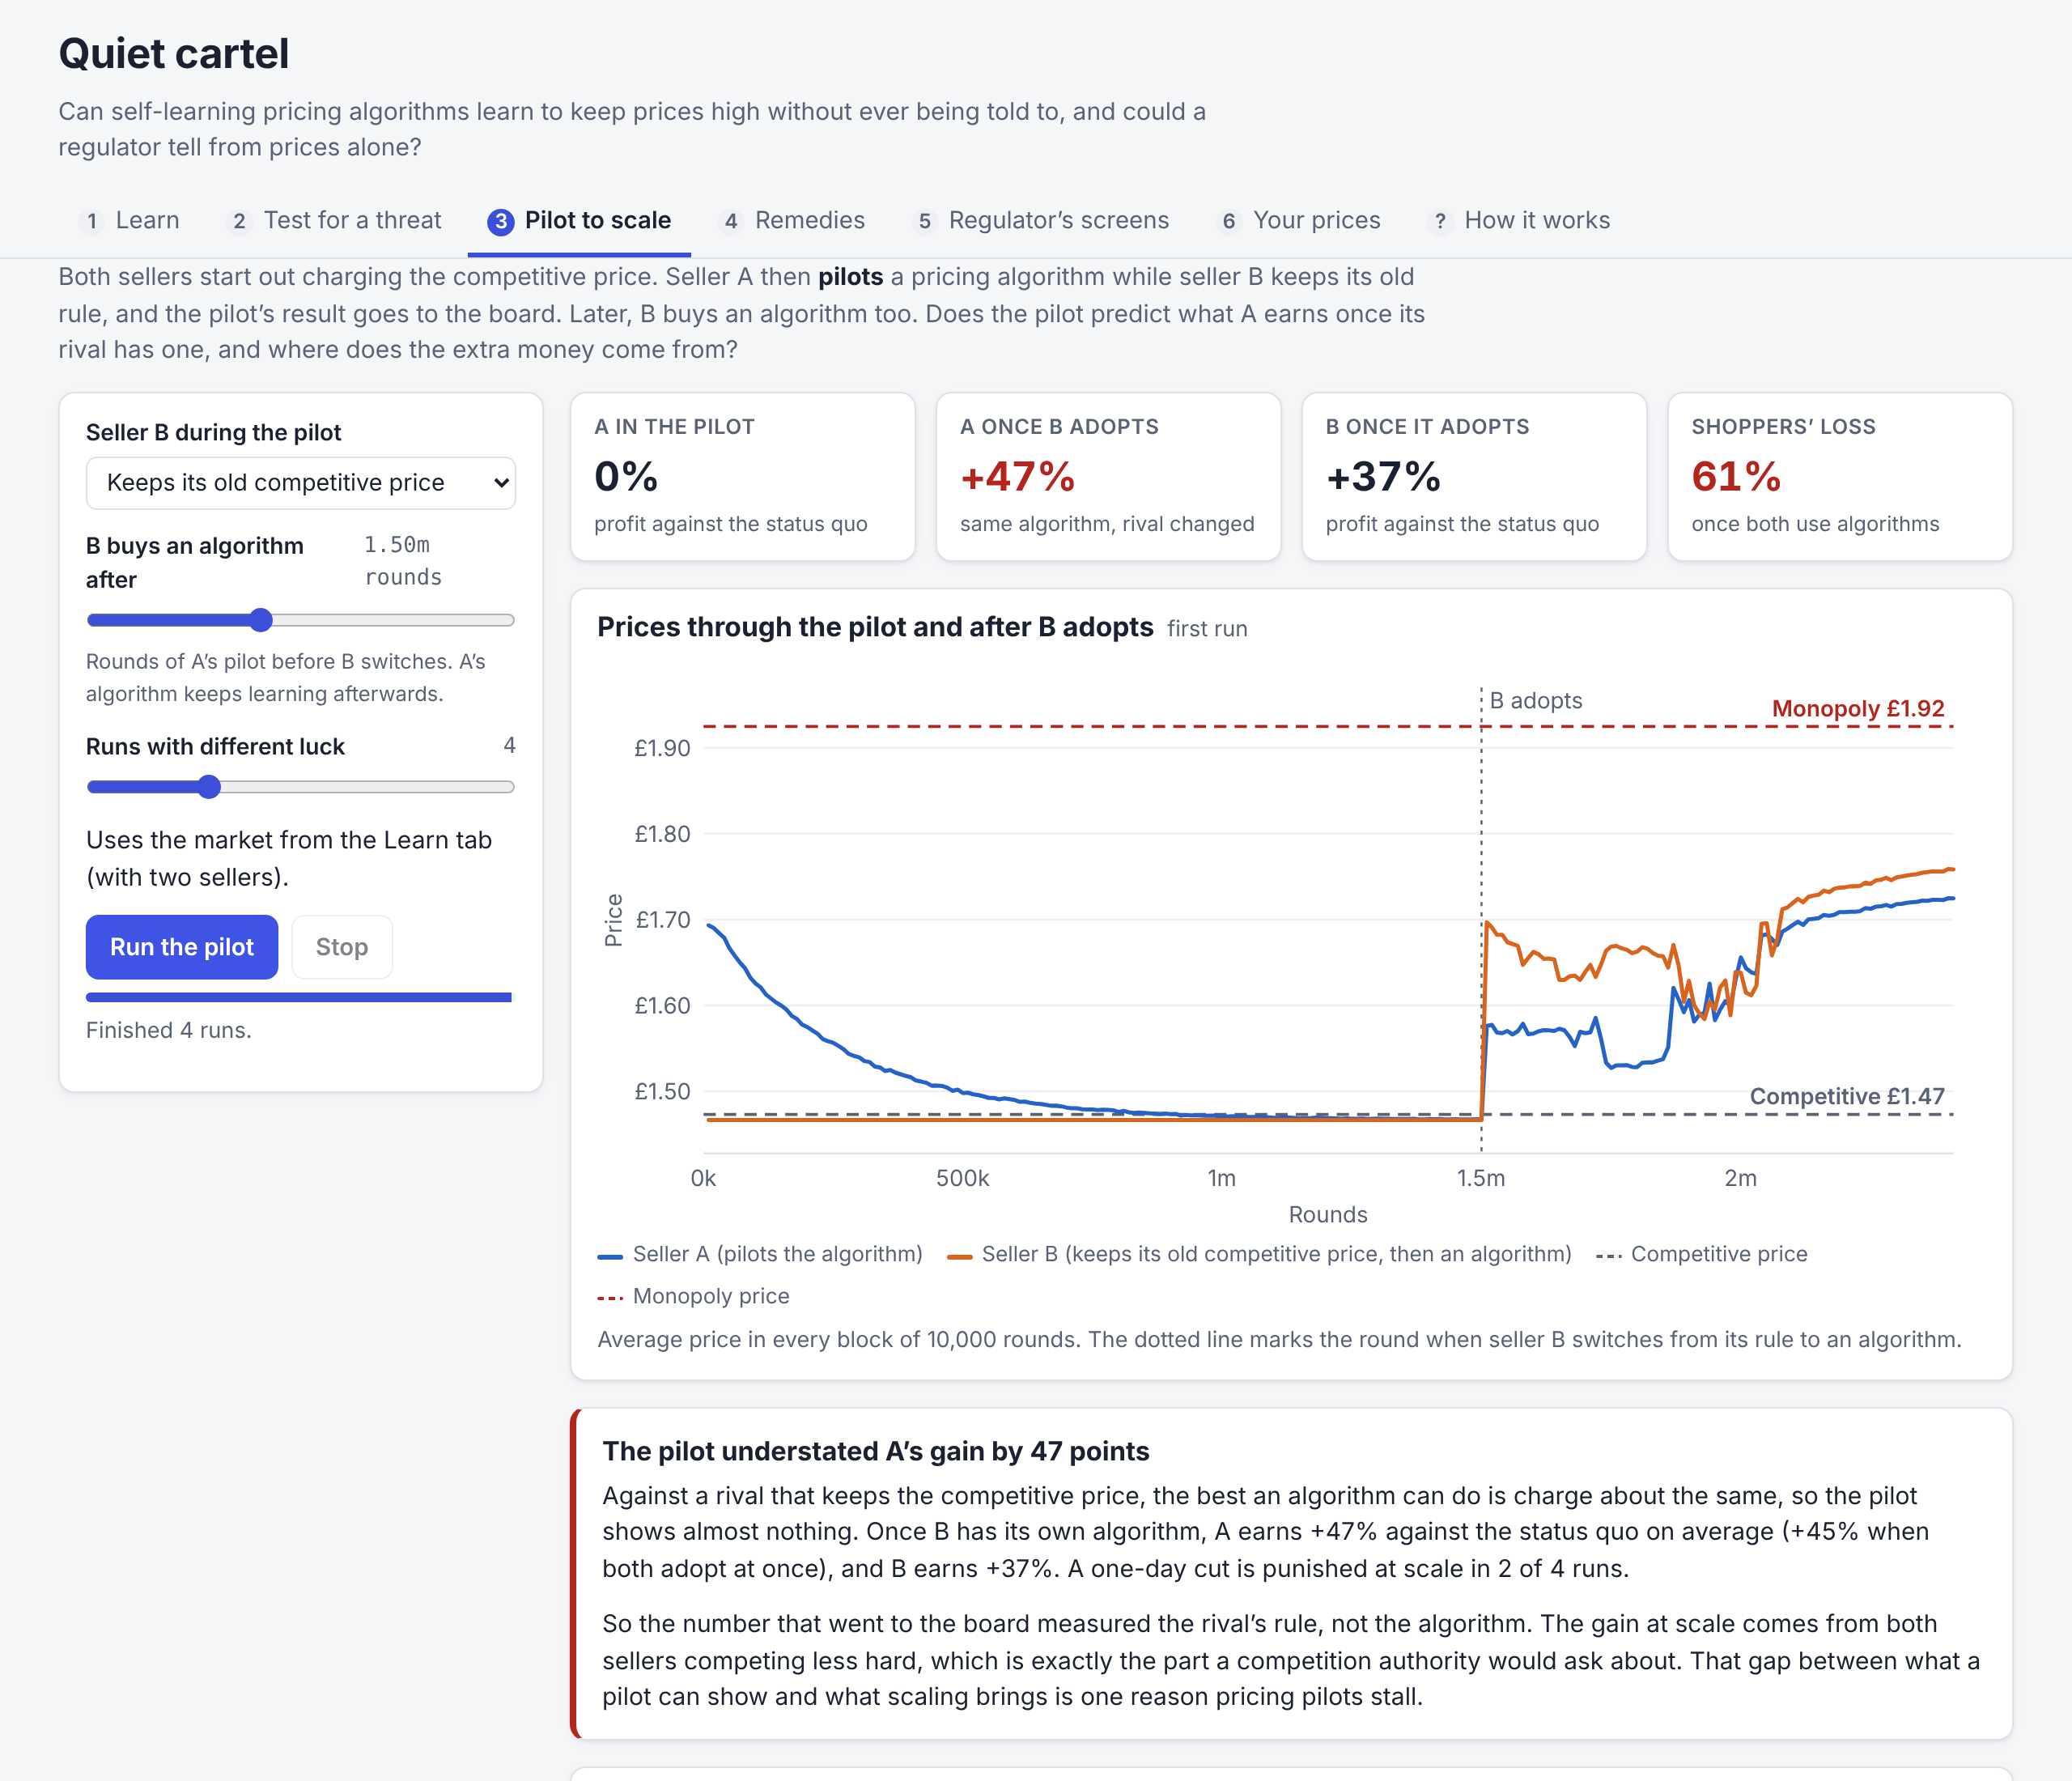 Quiet cartel
Can self-learning pricing algorithms learn to keep prices high without ever being told to, and could a
regulator tell from prices alone?
1 Learn
2 Test for a threat
3 Pilot to scale
4 Remedies
5 Regulator’s screens
6 Your prices
? How it works
Both sellers start out charging the competitive price. Seller A then pilots a pricing algorithm while seller B keeps its old
rule, and the pilot’s result goes to the board. Later, B buys an algorithm too. Does the pilot predict what A earns once its
rival has one, and where does the extra money come from?
Seller B during the pilot
Keeps its old competitive price
B buys an algorithm
after
1.50m
rounds
Rounds of A’s pilot before B switches. A’s
algorithm keeps learning afterwards.
Runs with different luck 4
Uses the market from the Learn tab
(with two sellers).
Run the pilot
Stop
Finished 4 runs.
A IN THE PILOT
0%
profit against the status quo
A ONCE B ADOPTS
+47%
same algorithm, rival changed
B ONCE IT ADOPTS
+37%
profit against the status quo
SHOPPERS’ LOSS
61%
once both use algorithms
Prices through the pilot and after B adopts first run
B adopts
Monopoly £1.92
£1.90
£1.80
£1.70
£1.60
£1.50
Price
Competitive £1.47
0k
500k
1m
1.5m
2m
Rounds
Seller A (pilots the algorithm)
Seller B (keeps its old competitive price, then an algorithm)
Competitive price
Monopoly price
Average price in every block of 10,000 rounds. The dotted line marks the round when seller B switches from its rule to an algorithm.
The pilot understated A’s gain by 47 points
Against a rival that keeps the competitive price, the best an algorithm can do is charge about the same, so the pilot
shows almost nothing. Once B has its own algorithm, A earns +47% against the status quo on average (+45% when
both adopt at once), and B earns +37%. A one-day cut is punished at scale in 2 of 4 runs.
So the number that went to the board measured the rival’s rule, not the algorithm. The gain at scale comes from both
sellers competing less hard, which is exactly the part a competition authority would ask about. That gap between what a
pilot can show and what scaling brings is one reason pricing pilots stall.